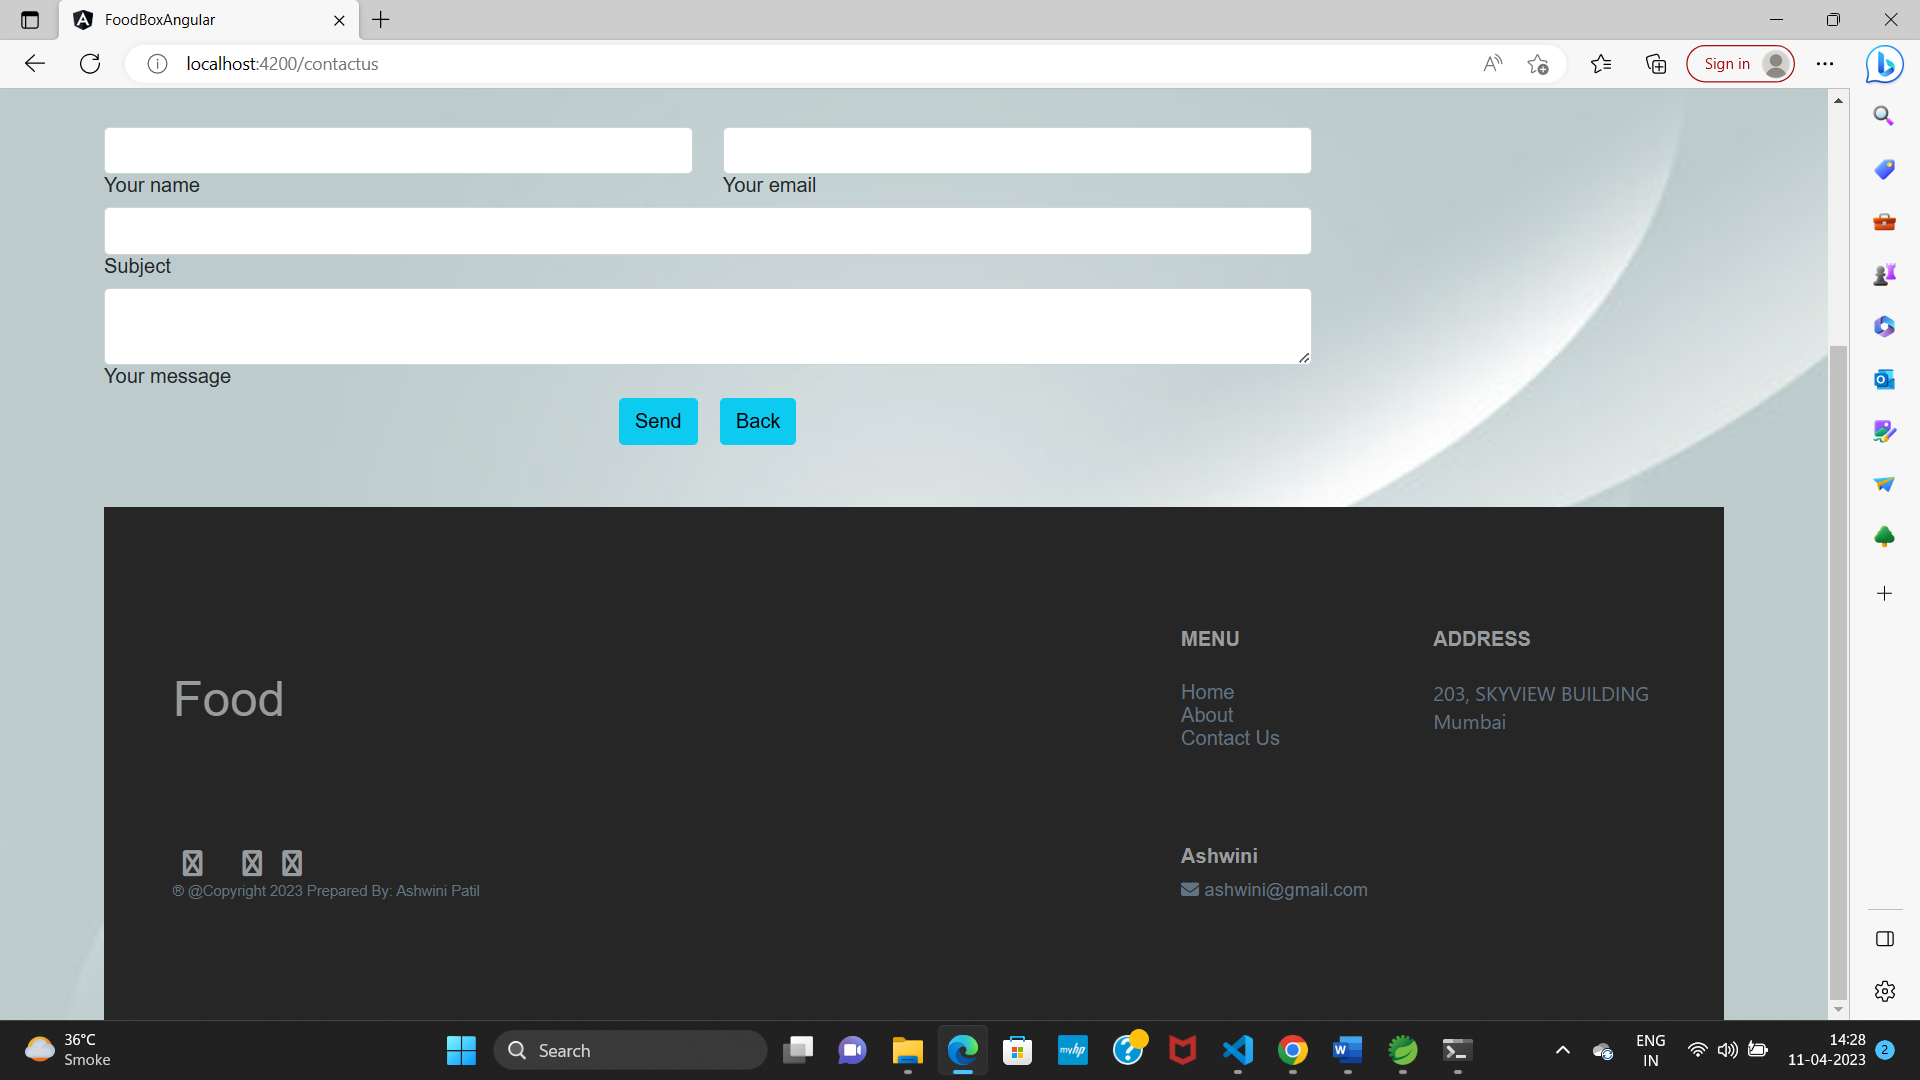 FoodBoxAngular
localhost:4200/contactus
Sign in
Your name
Your email
Subject
Your message
Send
Back
Food
MENU
Home
About
Contact Us
ADDRESS
203, SKYVIEW BUILDING
Mumbai
® @Copyright 2023 Prepared By: Ashwini Patil
Ashwini
ashwini@gmail.com
36°C
Smoke
Search
myhp
ENG
IN
14:28
11-04-2023
2